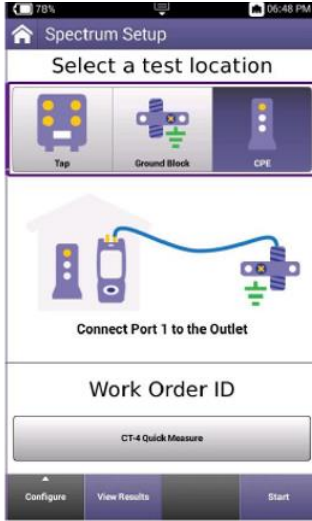 78% 06:48 PM
Spectrum Setup
Select a test location
Tap Ground Block CPE
Connect Port 1 to the Outlet
Work Order ID
CT-4 Quick Measure
Configure View Results Start